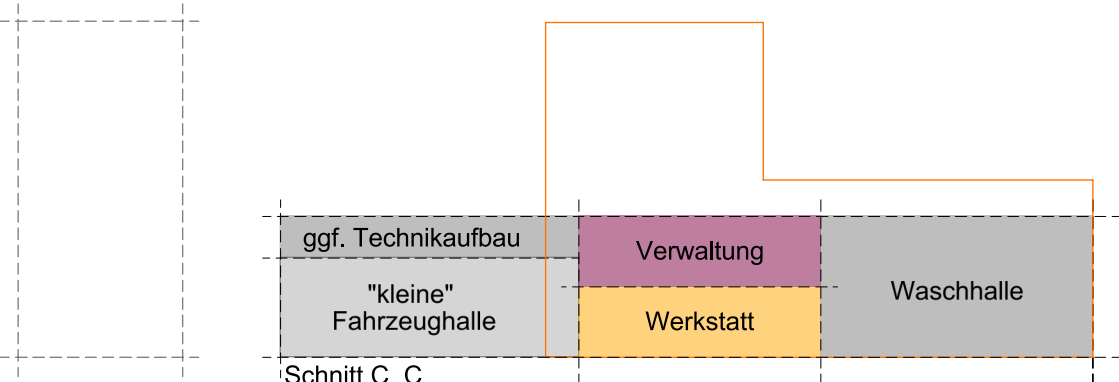 ggf. Technikaufbau
Verwaltung
"kleine"
Fahrzeughalle
Werkstatt
Waschhalle
Schnitt C_C